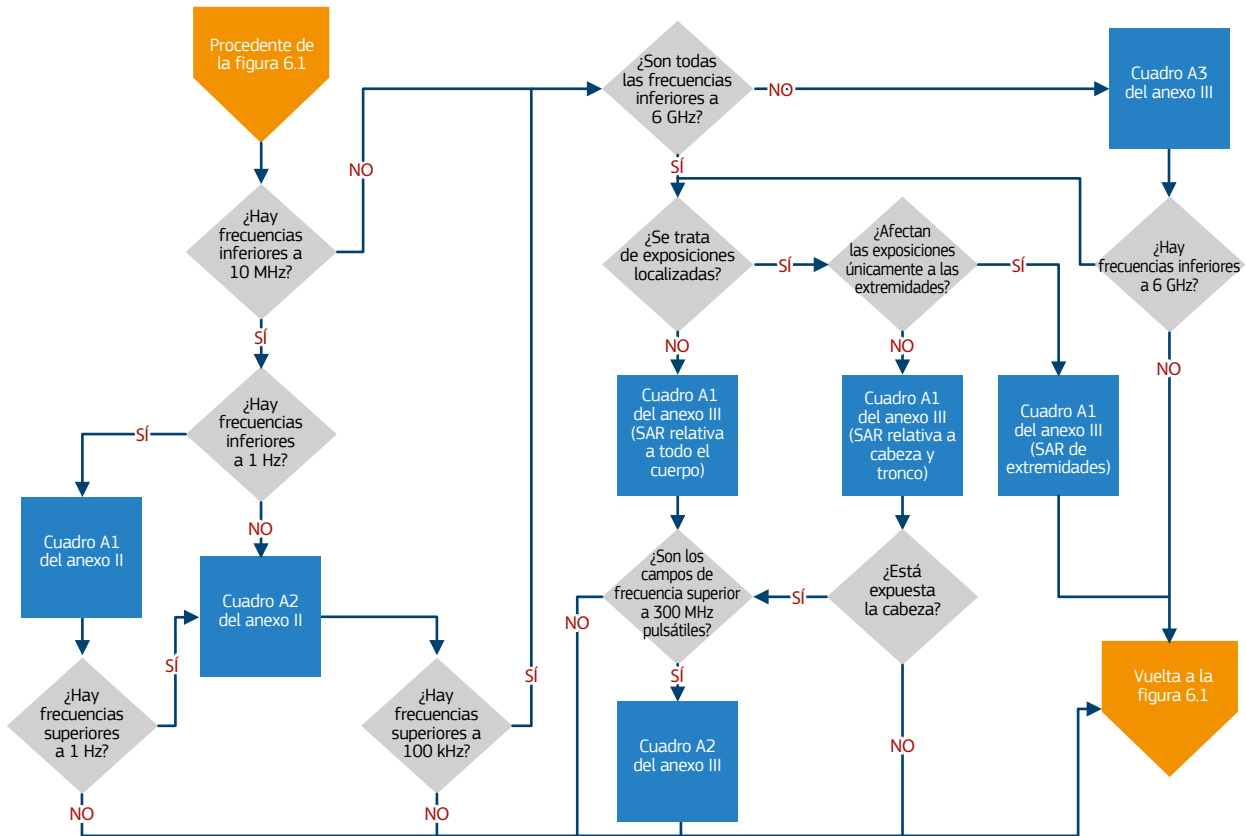 Procedente de
la figura 6.1
¿Hay
frecuencias
inferiores a
10 MHz?
NO
SÍ
¿Hay
frecuencias
inferiores
a 1 Hz?
SÍ
NO
Cuadro A1
del anexo II
Cuadro A2
del anexo II
¿Hay
frecuencias
superiores
a 1 Hz?
SÍ
NO
¿Hay
frecuencias
superiores a
100 kHz?
SÍ
NO
¿Son todas
las frecuencias
inferiores a
6 GHz?
NO
SÍ
Cuadro A3
del anexo III
¿Se trata
de exposiciones
localizadas?
SÍ
NO
¿Afectan
las exposiciones
únicamente a las
extremidades?
SÍ
NO
¿Hay
frecuencias inferiores
a 6 GHz?
NO
Cuadro A1
del anexo III
(SAR relativa
a todo el
cuerpo)
Cuadro A1
del anexo III
(SAR relativa a
cabeza y
tronco)
Cuadro A1
del anexo III
(SAR de
extremidades)
¿Son los
campos de
frecuencia superior
a 300 MHz
pulsátiles?
NO
SÍ
¿Está
expuesta
la cabeza?
SÍ
NO
Cuadro A2
del anexo III
Vuelta a la
figura 6.1